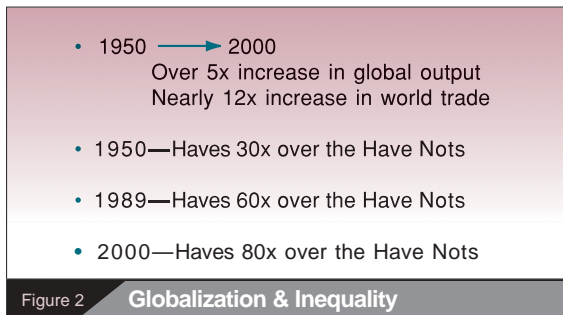 • 1950 → 2000
Over 5x increase in global output
Nearly 12x increase in world trade
• 1950—Haves 30x over the Have Nots
• 1989—Haves 60x over the Have Nots
• 2000—Haves 80x over the Have Nots
Figure 2 Globalization & Inequality